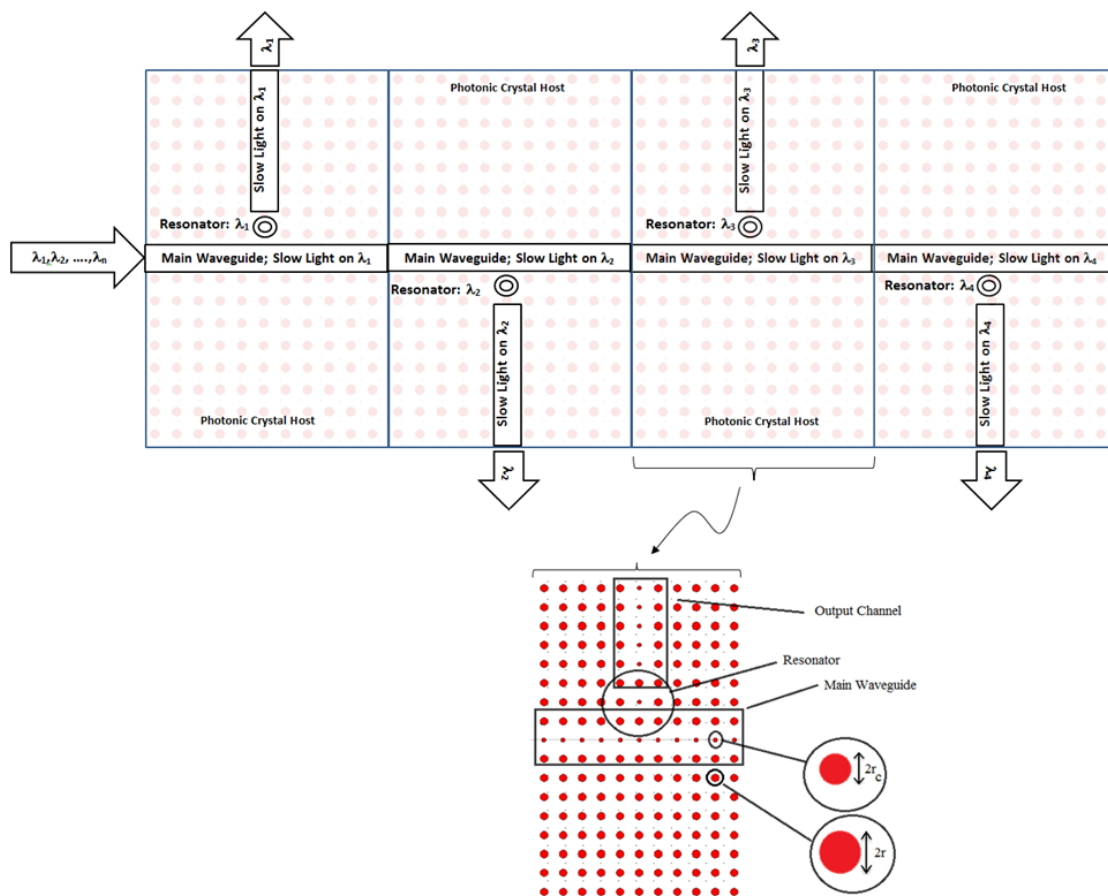 λ₁
λ₃
Photonic Crystal Host
Photonic Crystal Host
Slow Light on λ₁
Slow Light on λ₃
Resonator: λ₁
Resonator: λ₃
λ₁, λ₂, ....,λₙ
Main Waveguide; Slow Light on λ₁
Main Waveguide; Slow Light on λ₂
Main Waveguide; Slow Light on λ₃
Main Waveguide; Slow Light on λ₄
Resonator: λ₂
Resonator: λ₄
Slow Light on λ₂
Slow Light on λ₄
Photonic Crystal Host
Photonic Crystal Host
λ₂
λ₄
Output Channel
Resonator
Main Waveguide
2r_c
2r